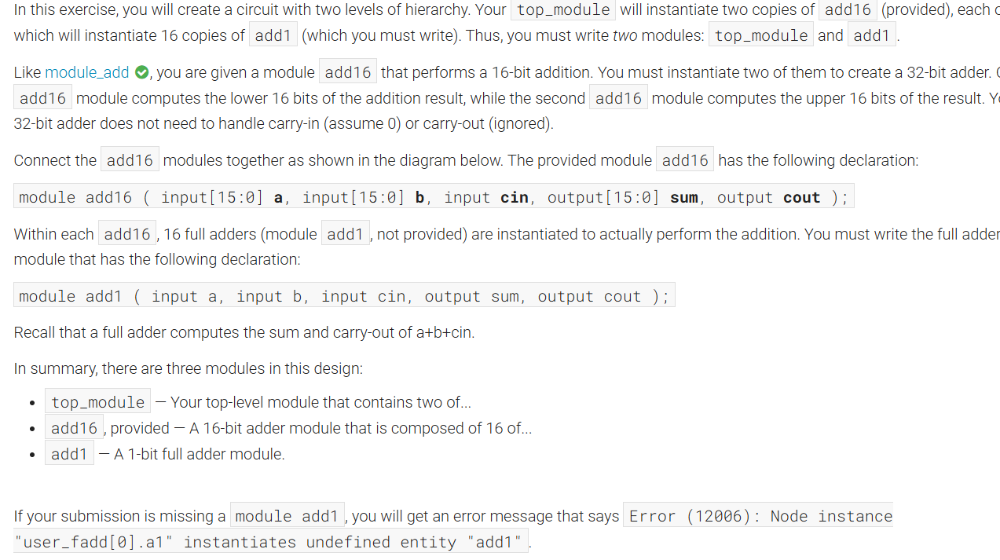 In this exercise, you will create a circuit with two levels of hierarchy. Your top_module will instantiate two copies of add16 (provided), each
which will instantiate 16 copies of add1 (which you must write). Thus, you must write two modules: top_module and add1.
Like module_add, you are given a module add16 that performs a 16-bit addition. You must instantiate two of them to create a 32-bit adder.
add16 module computes the lower 16 bits of the addition result, while the second add16 module computes the upper 16 bits of the result.
32-bit adder does not need to handle carry-in (assume 0) or carry-out (ignored).
Connect the add16 modules together as shown in the diagram below. The provided module add16 has the following declaration:
module add16 ( input[15:0] a, input[15:0] b, input cin, output[15:0] sum, output cout );
Within each add16, 16 full adders (module add1, not provided) are instantiated to actually perform the addition. You must write the full adder
module that has the following declaration:
module add1 ( input a, input b, input cin, output sum, output cout );
Recall that a full adder computes the sum and carry-out of a+b+cin.
In summary, there are three modules in this design:
• top_module — Your top-level module that contains two of...
• add16, provided — A 16-bit adder module that is composed of 16 of...
• add1 — A 1-bit full adder module.
If your submission is missing a module add1, you will get an error message that says Error (12006): Node instance
"user_fadd[0].a1" instantiates undefined entity "add1".